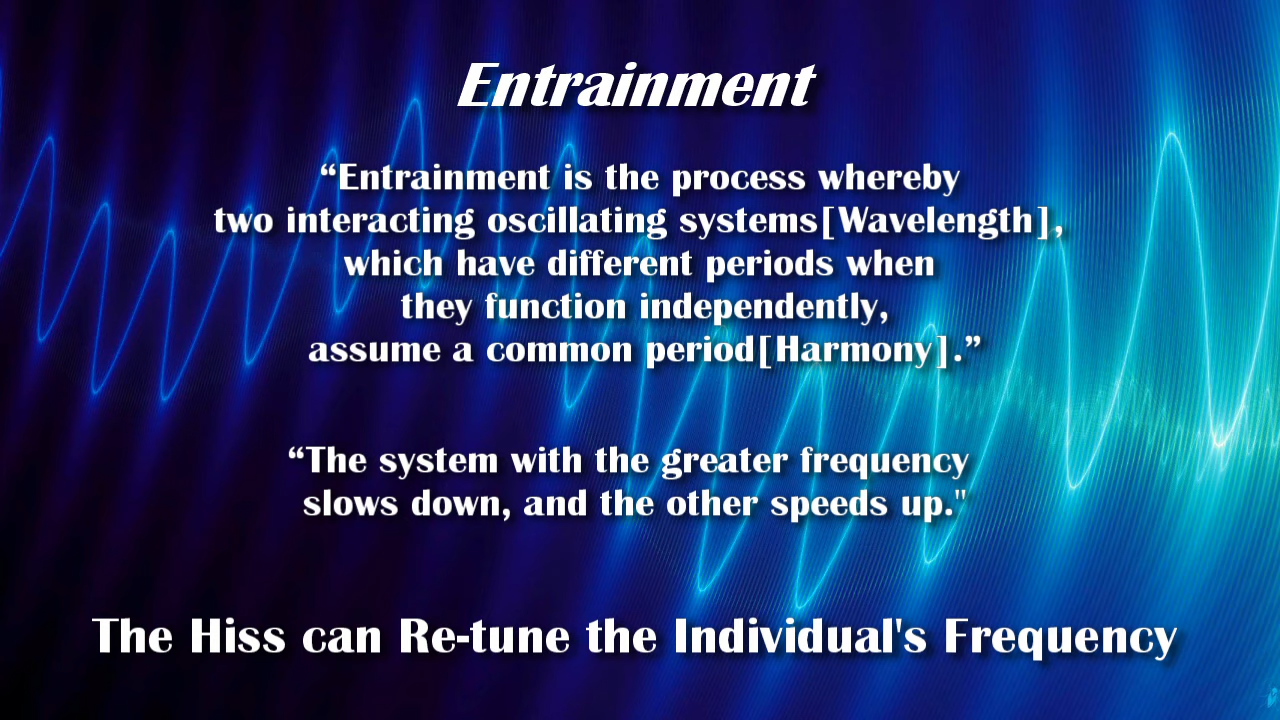 Entrainment
“Entrainment is the process whereby
two interacting oscillating systems[Wavelength],
which have different periods when
they function independently,
assume a common period[Harmony].”
“The system with the greater frequency
slows down, and the other speeds up."
The Hiss can Re-tune the Individual's Frequency